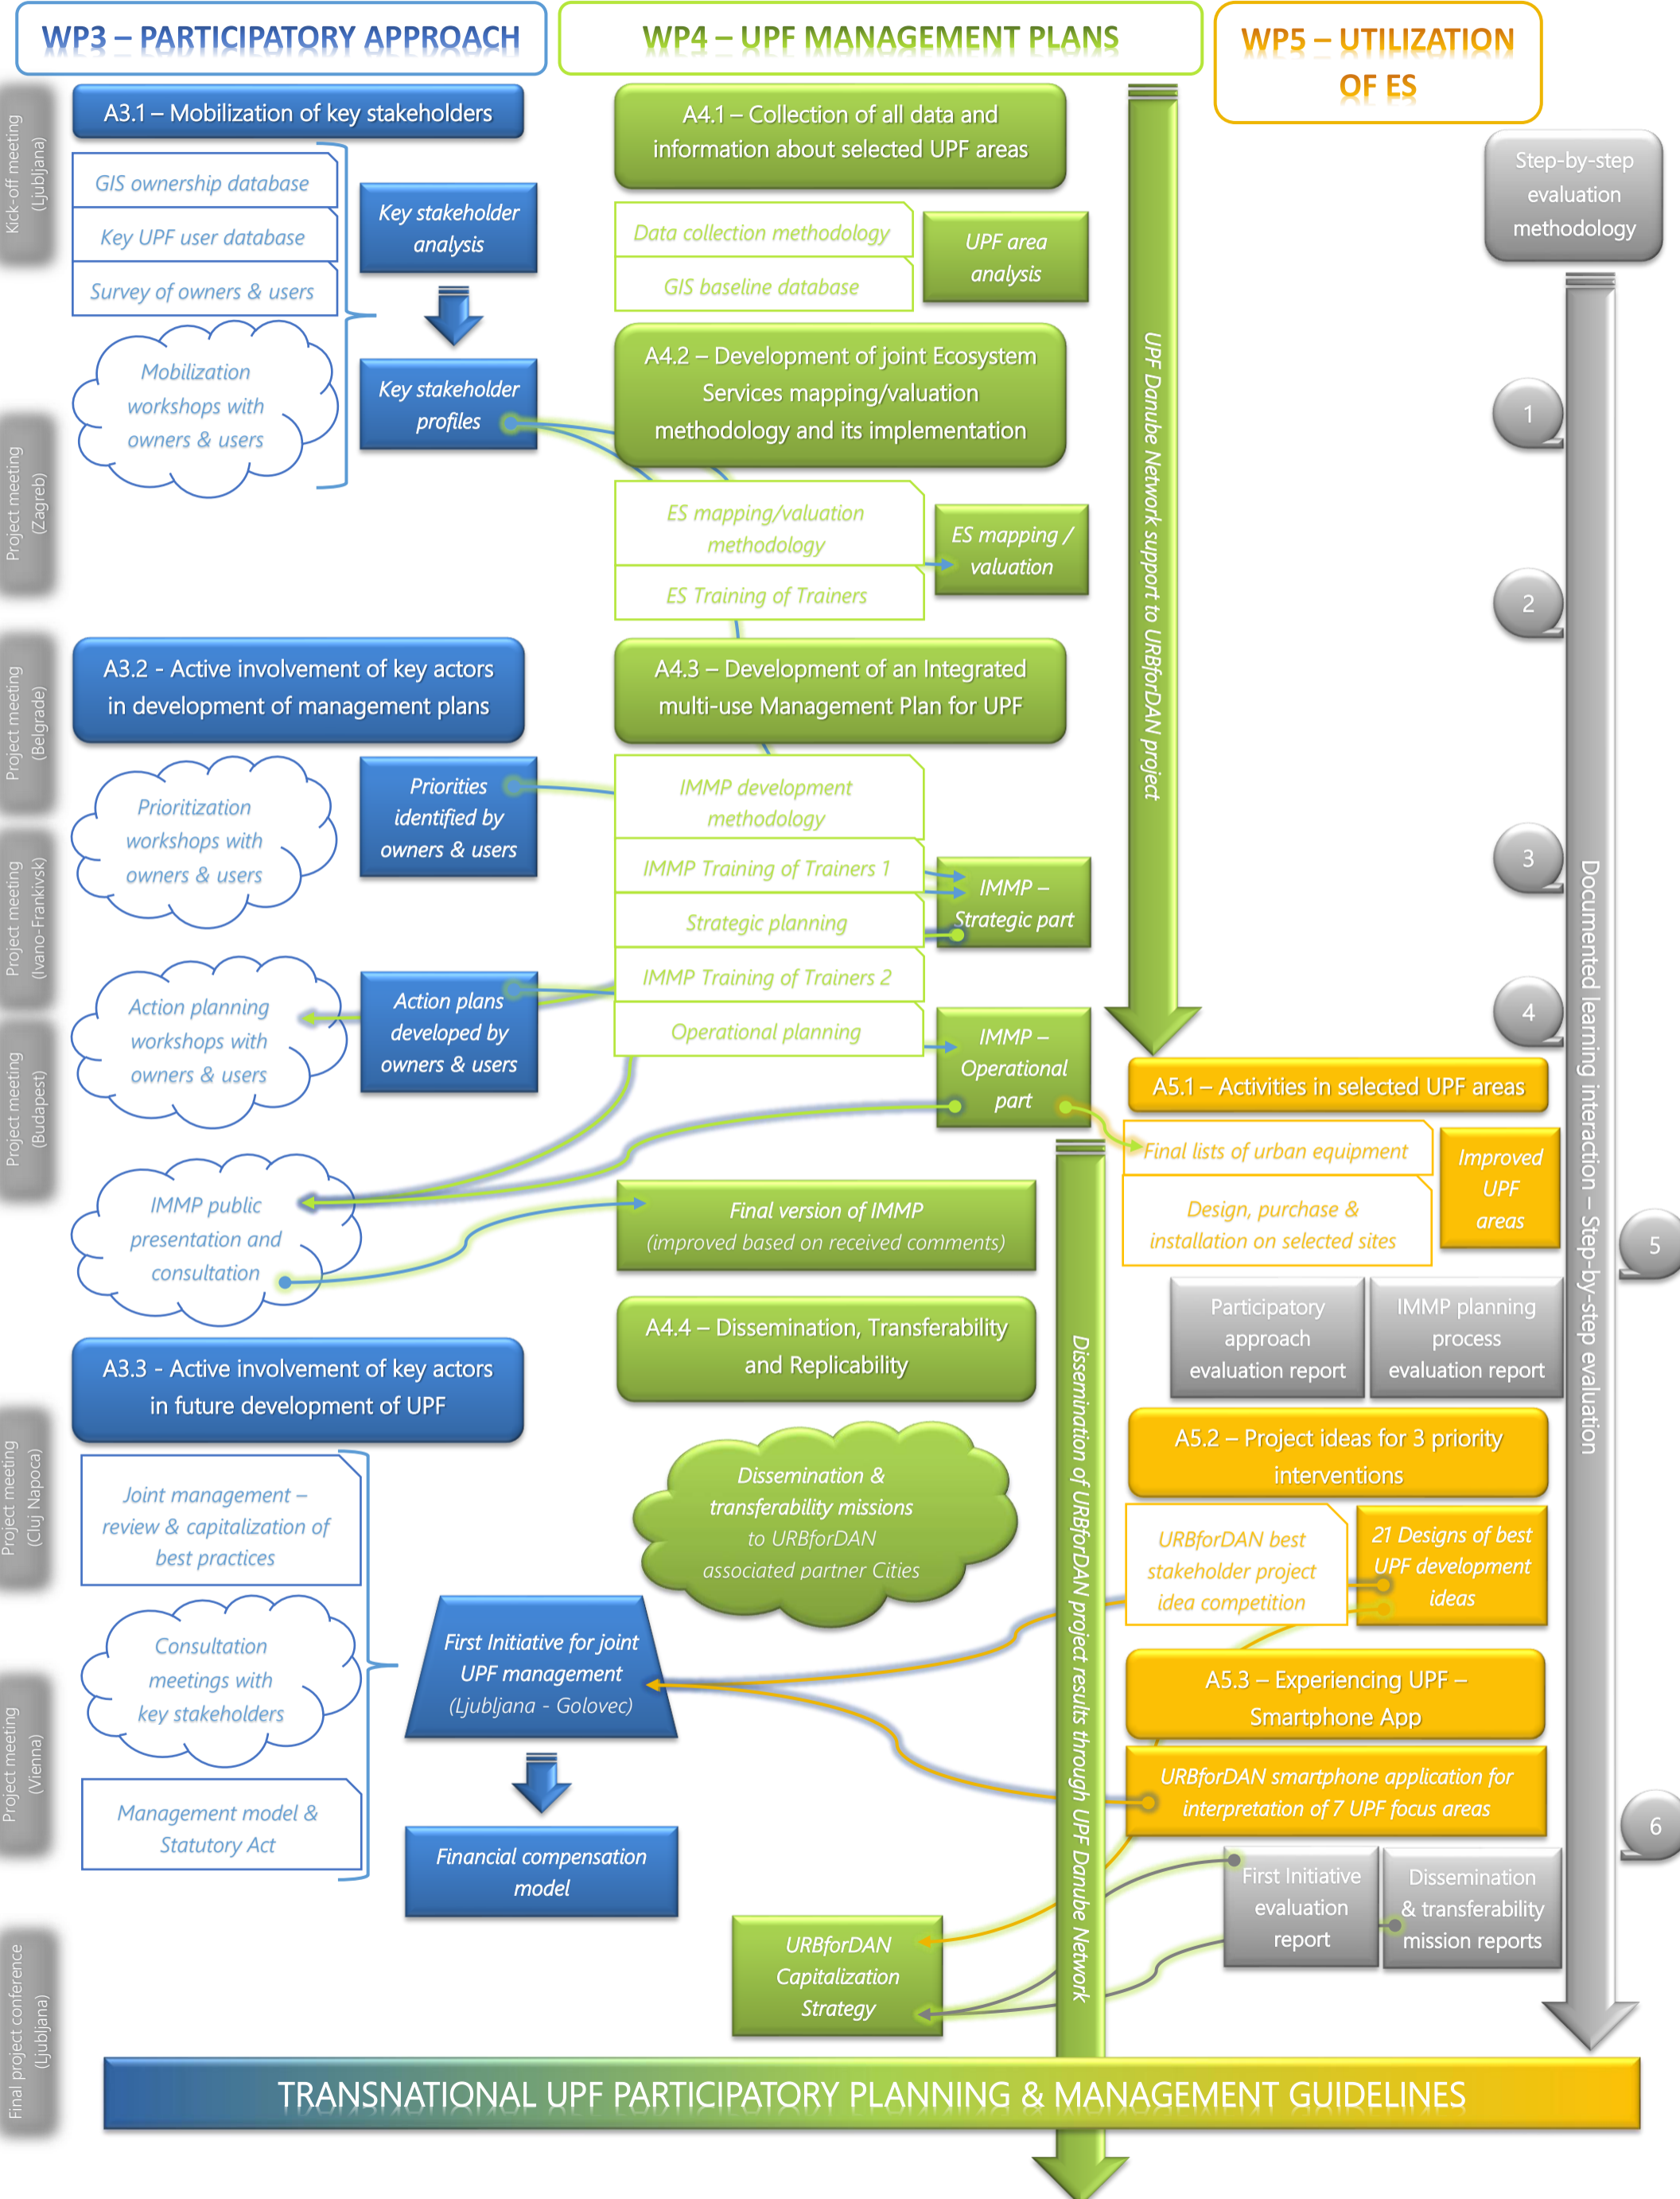 WP3 – PARTICIPATORY APPROACH
WP4 – UPF MANAGEMENT PLANS
WP5 – UTILIZATION
OF ES
Kick-off meeting
(Ljubljana)
Project meeting
(Zagreb)
Project meeting
(Belgrade)
Project meeting
(Ivano-Frankivsk)
Project meeting
(Budapest)
Project meeting
(Cluj Napoca)
Project meeting
(Vienna)
Final project conference
(Ljubljana)
A3.1 – Mobilization of key stakeholders
GIS ownership database
Key UPF user database
Survey of owners & users
Mobilization
workshops with
owners & users
Key stakeholder
analysis
Key stakeholder
profiles
A3.2 - Active involvement of key actors
in development of management plans
Prioritization
workshops with
owners & users
Priorities
identified by
owners & users
Action planning
workshops with
owners & users
Action plans
developed by
owners & users
IMMP public
presentation and
consultation
A3.3 - Active involvement of key actors
in future development of UPF
Joint management –
review & capitalization of
best practices
Consultation
meetings with
key stakeholders
Management model &
Statutory Act
First Initiative for joint
UPF management
(Ljubljana - Golovec)
Financial compensation
model
A4.1 – Collection of all data and
information about selected UPF areas
Data collection methodology
GIS baseline database
UPF area
analysis
A4.2 – Development of joint Ecosystem
Services mapping/valuation
methodology and its implementation
ES mapping/valuation
methodology
ES Training of Trainers
ES mapping /
valuation
A4.3 – Development of an Integrated
multi-use Management Plan for UPF
IMMP development
methodology
IMMP Training of Trainers 1
Strategic planning
IMMP Training of Trainers 2
Operational planning
IMMP –
Strategic part
IMMP –
Operational
part
Final version of IMMP
(improved based on received comments)
A4.4 – Dissemination, Transferability
and Replicability
Dissemination &
transferability missions
to URBforDAN
associated partner Cities
URBforDAN
Capitalization
Strategy
UPF Danube Network support to URBforDAN project
Dissemination of URBforDAN project results through UPF Danube Network
A5.1 – Activities in selected UPF areas
Final lists of urban equipment
Design, purchase &
installation on selected sites
Improved
UPF
areas
Participatory
approach
evaluation report
IMMP planning
process
evaluation report
A5.2 – Project ideas for 3 priority
interventions
URBforDAN best
stakeholder project
idea competition
21 Designs of best
UPF development
ideas
A5.3 – Experiencing UPF –
Smartphone App
URBforDAN smartphone application for
interpretation of 7 UPF focus areas
First Initiative
evaluation
report
Dissemination
& transferability
mission reports
Step-by-step
evaluation
methodology
1
2
3
4
5
6
Documented learning interaction – Step-by-step evaluation
TRANSNATIONAL UPF PARTICIPATORY PLANNING & MANAGEMENT GUIDELINES